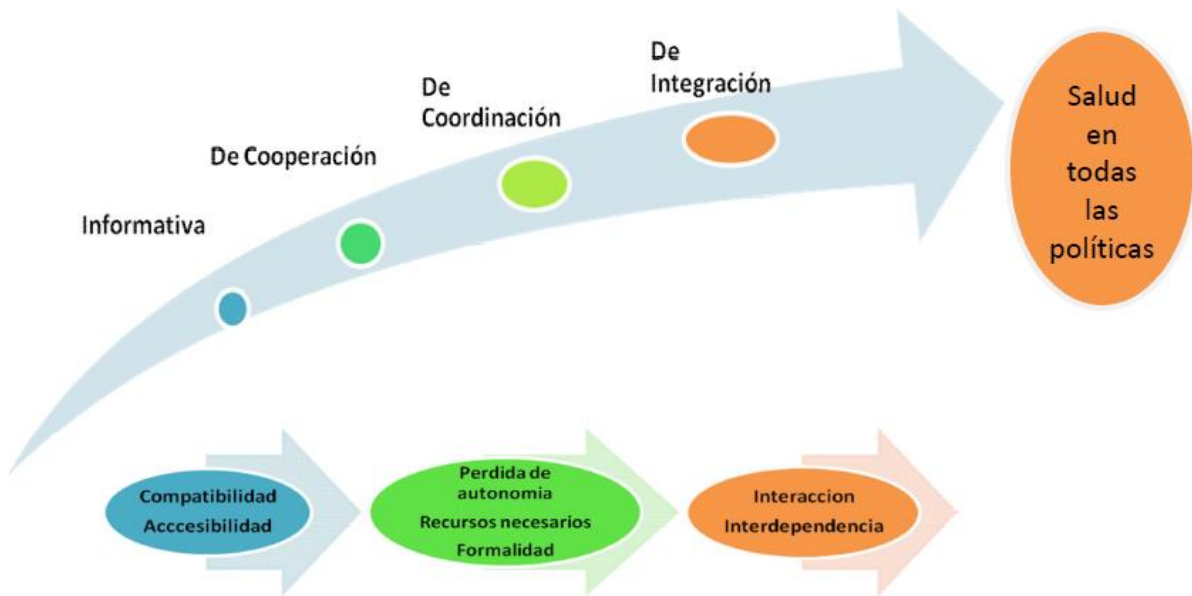 Informativa
De Cooperación
De
Coordinación
De
Integración
Salud
en
todas
las
políticas
Compatibilidad
Acccesibilidad
Perdida de
autonomia
Recursos necesarios
Formalidad
Interaccion
Interdependencia